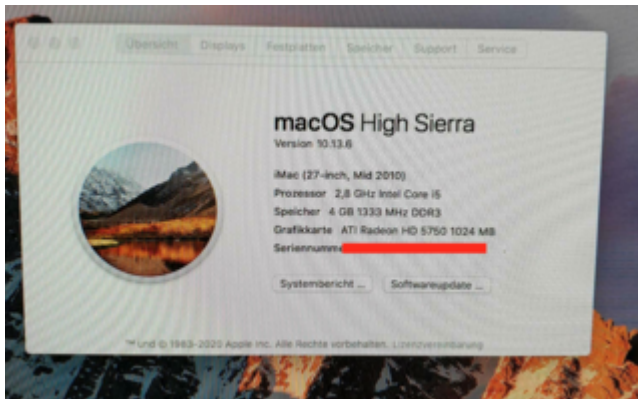 Übersicht Displays Festplatten Speicher Support Service
macOS High Sierra
Version 10.13.6
iMac (27-inch, Mid 2010)
Prozessor 2,8 GHz Intel Core i5
Speicher 4 GB 1333 MHz DDR3
Grafikkarte ATI Radeon HD 5750 1024 MB
Seriennummer
Systembericht ... Softwareupdate ...
™ und © 1983-2020 Apple Inc. Alle Rechte vorbehalten. Lizenzvereinbarung